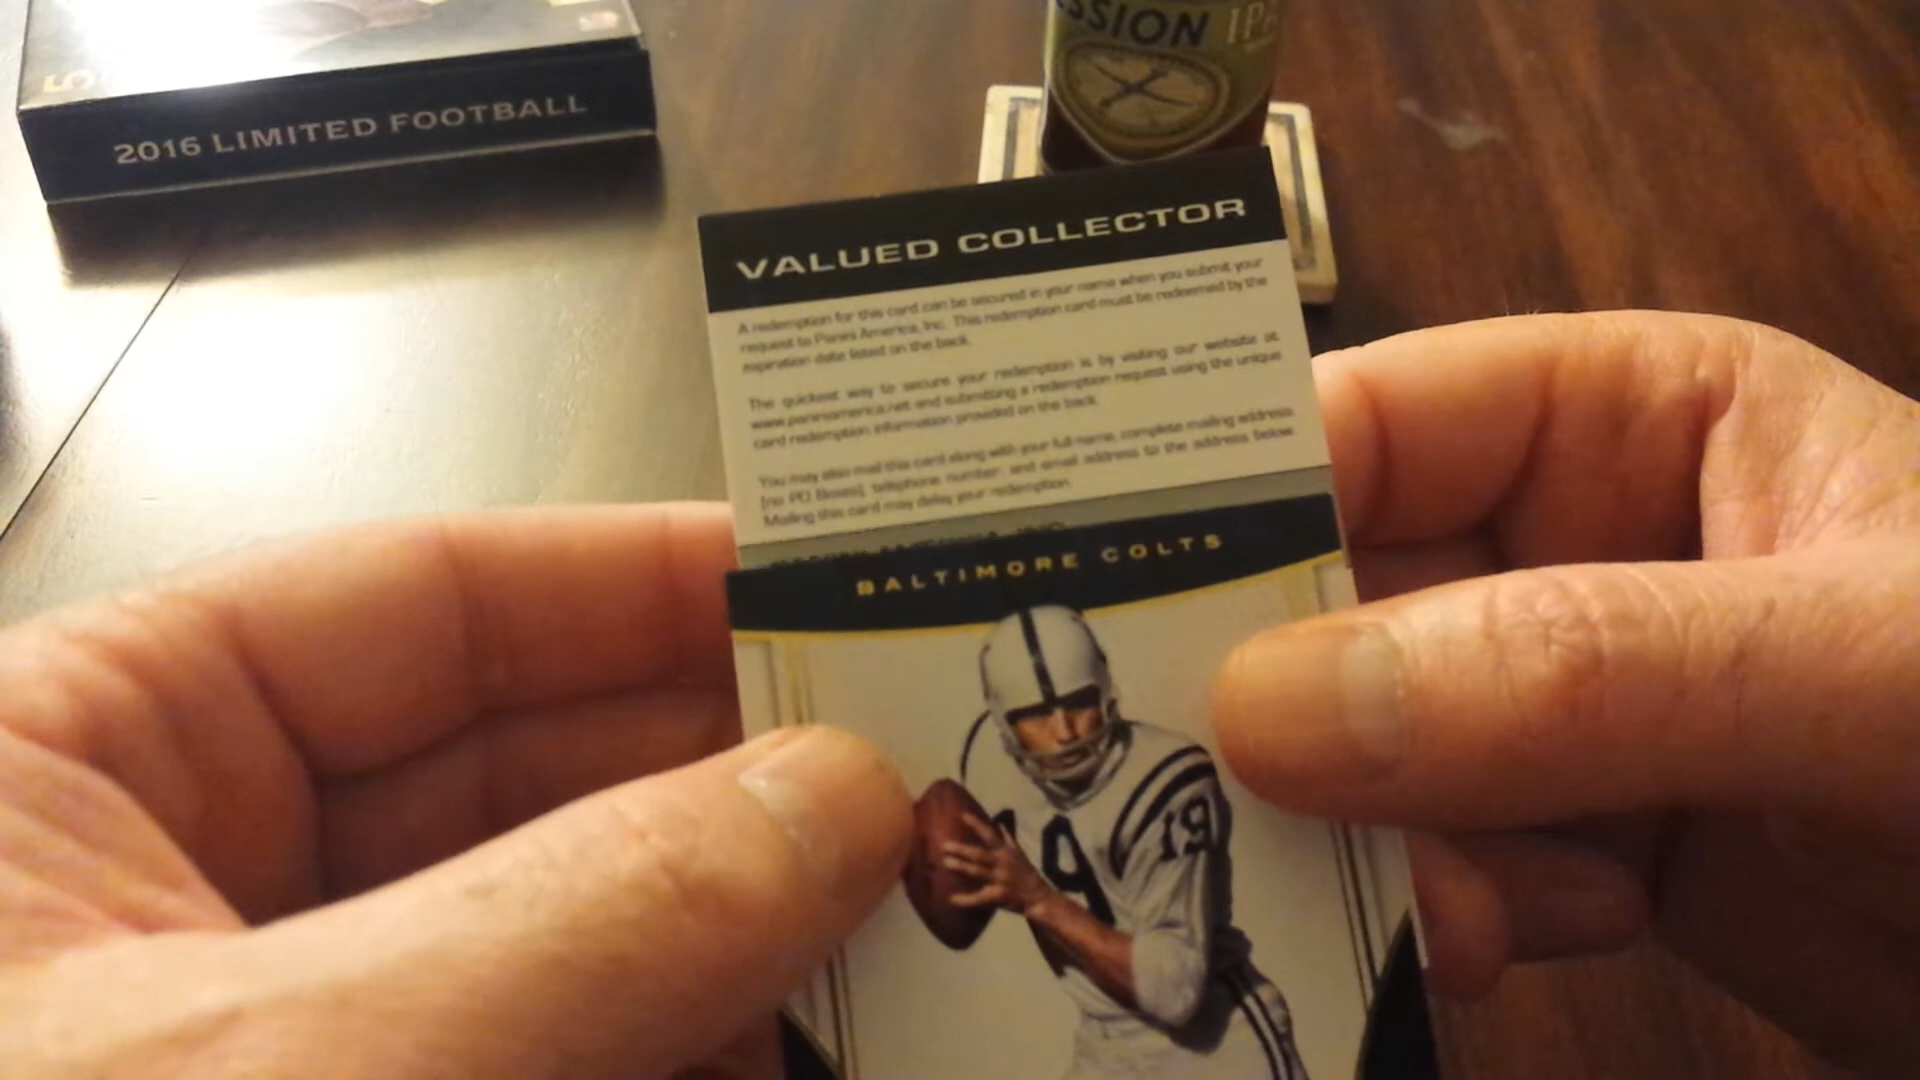 5
2016 LIMITED FOOTBALL
SSION IPA
VALUED COLLECTOR
A redemption for this card can be secured in your name when you submit your
request to Panini America, Inc. This redemption card must be redeemed by the
expiration date listed on the back.
The quickest way to secure your redemption is by visiting our website at
www.paniniamerica.net and submitting a redemption request using the unique
card redemption information provided on the back.
You may also mail this card along with your full name, complete mailing address
[no PO Boxes], telephone number, and email address to the address below.
Mailing this card may delay your redemption.
BALTIMORE COLTS
19
19